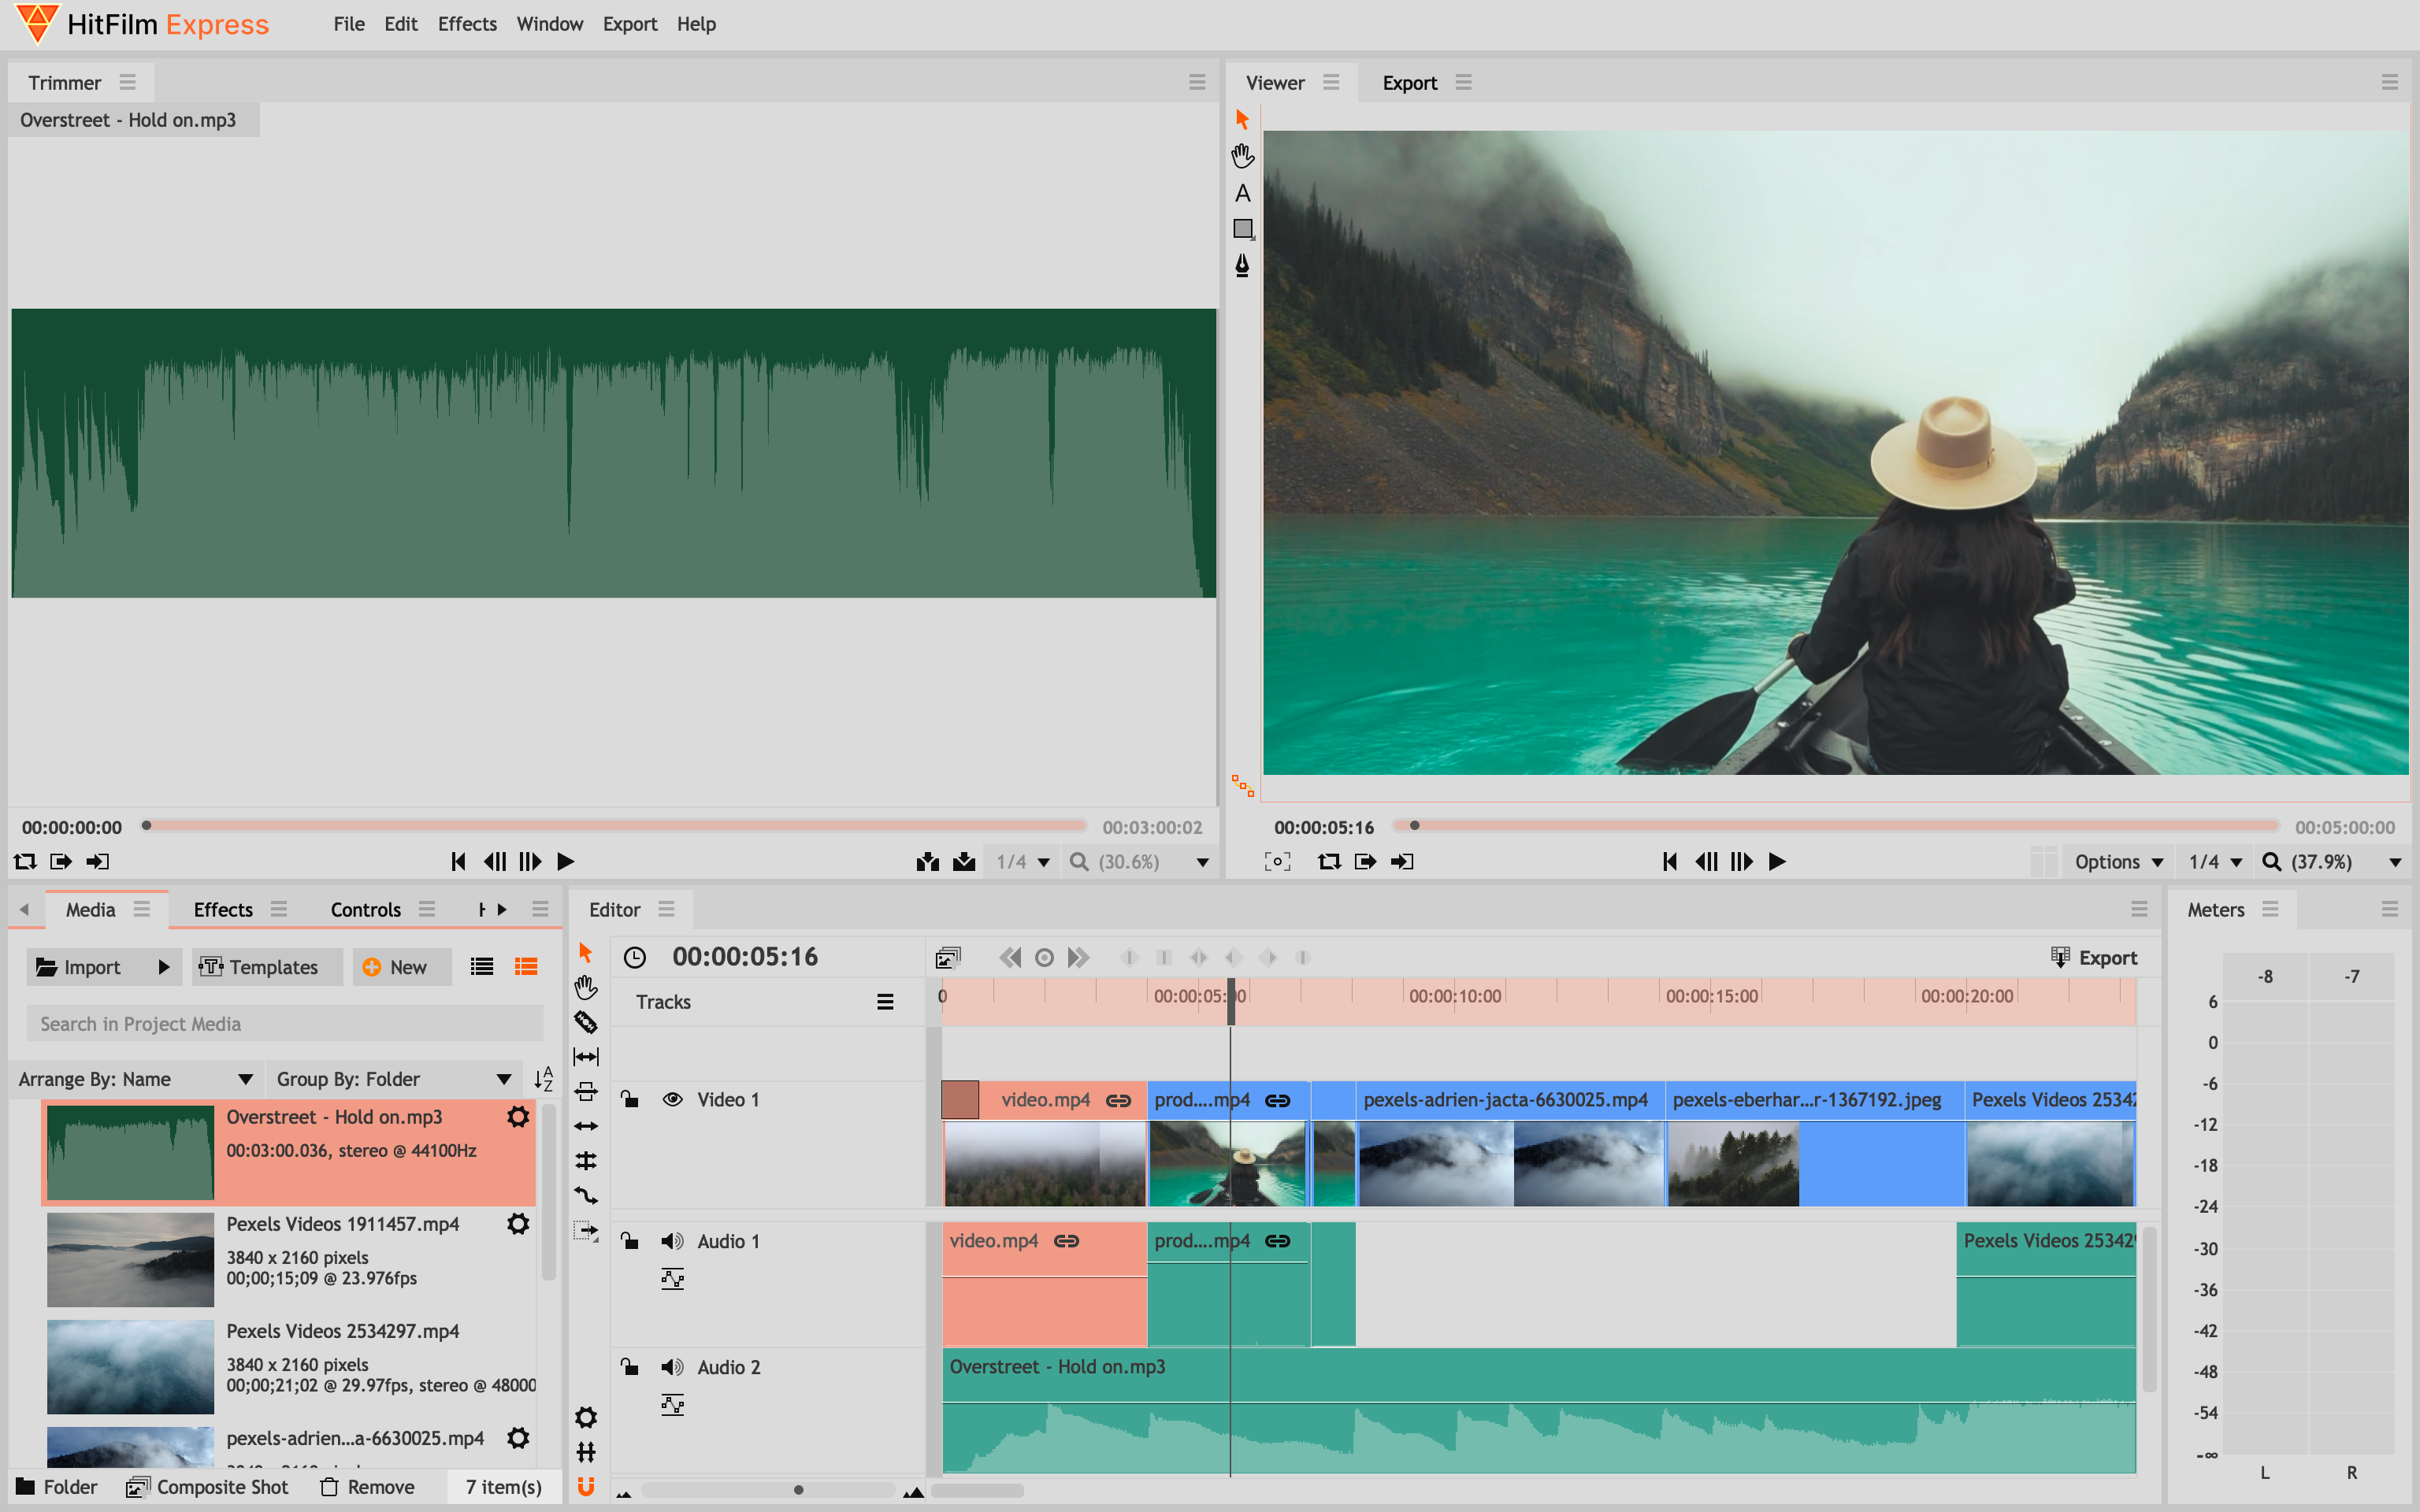 HitFilm Express
File Edit Effects Window Export Help
Trimmer
Overstreet - Hold on.mp3
00:00:00:00
00:03:00:02
1/4
(30.6%)
Viewer
Export
00:00:05:16
00:05:00:00
Options
1/4
(37.9%)
Media
Effects
Controls
Import
Templates
New
Search in Project Media
Arrange By: Name
Group By: Folder
A
Z
Overstreet - Hold on.mp3
00:03:00.036, stereo @ 44100Hz
Pexels Videos 1911457.mp4
3840 x 2160 pixels
00;00;15;09 @ 23.976fps
Pexels Videos 2534297.mp4
3840 x 2160 pixels
00;00;21;02 @ 29.97fps, stereo @ 48000
pexels-adrien...a-6630025.mp4
Folder
Composite Shot
Remove
7 item(s)
Editor
00:00:05:16
Export
Tracks
0
00:00:05:00
00:00:10:00
00:00:15:00
00:00:20:00
Video 1
video.mp4
prod....mp4
pexels-adrien-jacta-6630025.mp4
pexels-eberhar...r-1367192.jpeg
Pexels Videos 2534
Audio 1
video.mp4
prod....mp4
Pexels Videos 25342
Audio 2
Overstreet - Hold on.mp3
Meters
-8
-7
6
0
-6
-12
-18
-24
-30
-36
-42
-48
-54
-∞
L
R